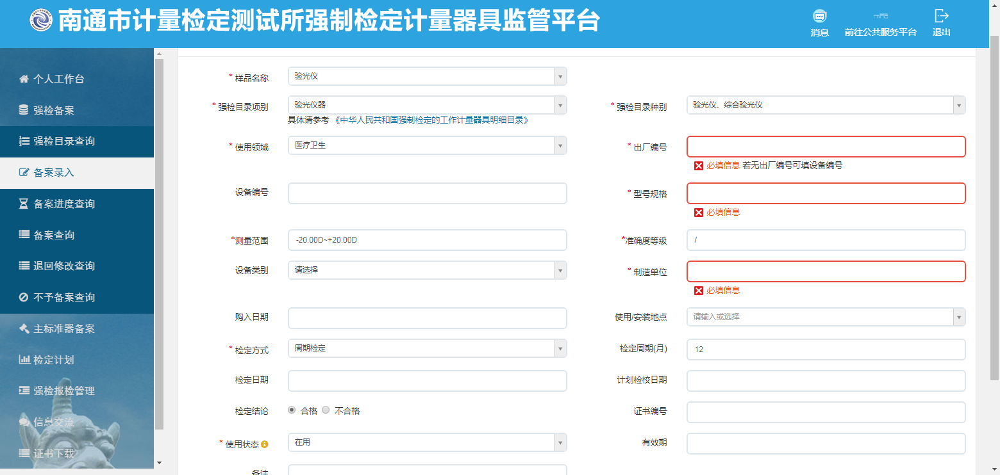 南通市计量检定测试所强制检定计量器具监管平台
消息
前往公共服务平台
退出
个人工作台
强检备案
强检目录查询
备案录入
备案进度查询
备案查询
退回修改查询
不予备案查询
主标准器备案
检定计划
强检报检管理
信息交流
证书下载
* 样品名称 验光仪
* 强检目录项别 验光仪器
* 强检目录种别 验光仪、综合验光仪
具体请参考 《中华人民共和国强制检定的工作计量器具明细目录》
* 使用领域 医疗卫生
* 出厂编号
必填信息 若无出厂编号可填设备编号
设备编号
* 型号规格
必填信息
*测量范围 -20.00D~+20.00D
*准确度等级 /
设备类别 请选择
* 制造单位
必填信息
购入日期
使用/安装地点 请输入或选择
* 检定方式 周期检定
检定周期(月) 12
检定日期
计划检校日期
检定结论 合格 不合格
证书编号
* 使用状态 在用
有效期
备注